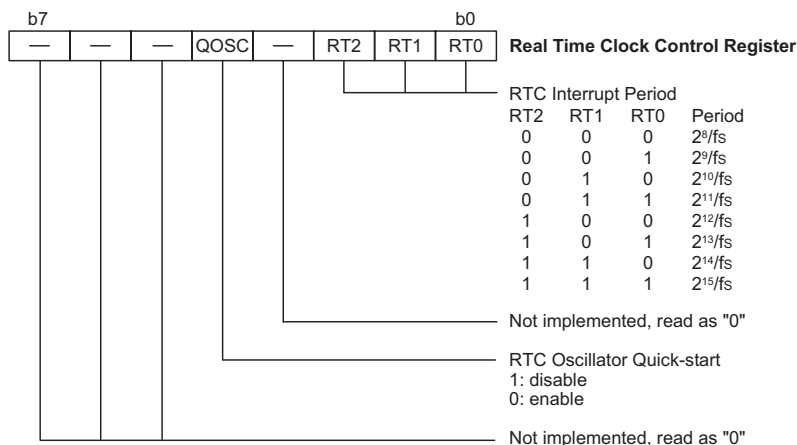 b7 b0
— — — QOSC — RT2 RT1 RT0 Real Time Clock Control Register
RTC Interrupt Period
RT2 RT1 RT0 Period
0 0 0 2⁸/fS
0 0 1 2⁹/fS
0 1 0 2¹⁰/fS
0 1 1 2¹¹/fS
1 0 0 2¹²/fS
1 0 1 2¹³/fS
1 1 0 2¹⁴/fS
1 1 1 2¹⁵/fS
Not implemented, read as "0"
RTC Oscillator Quick-start
1: disable
0: enable
Not implemented, read as "0"